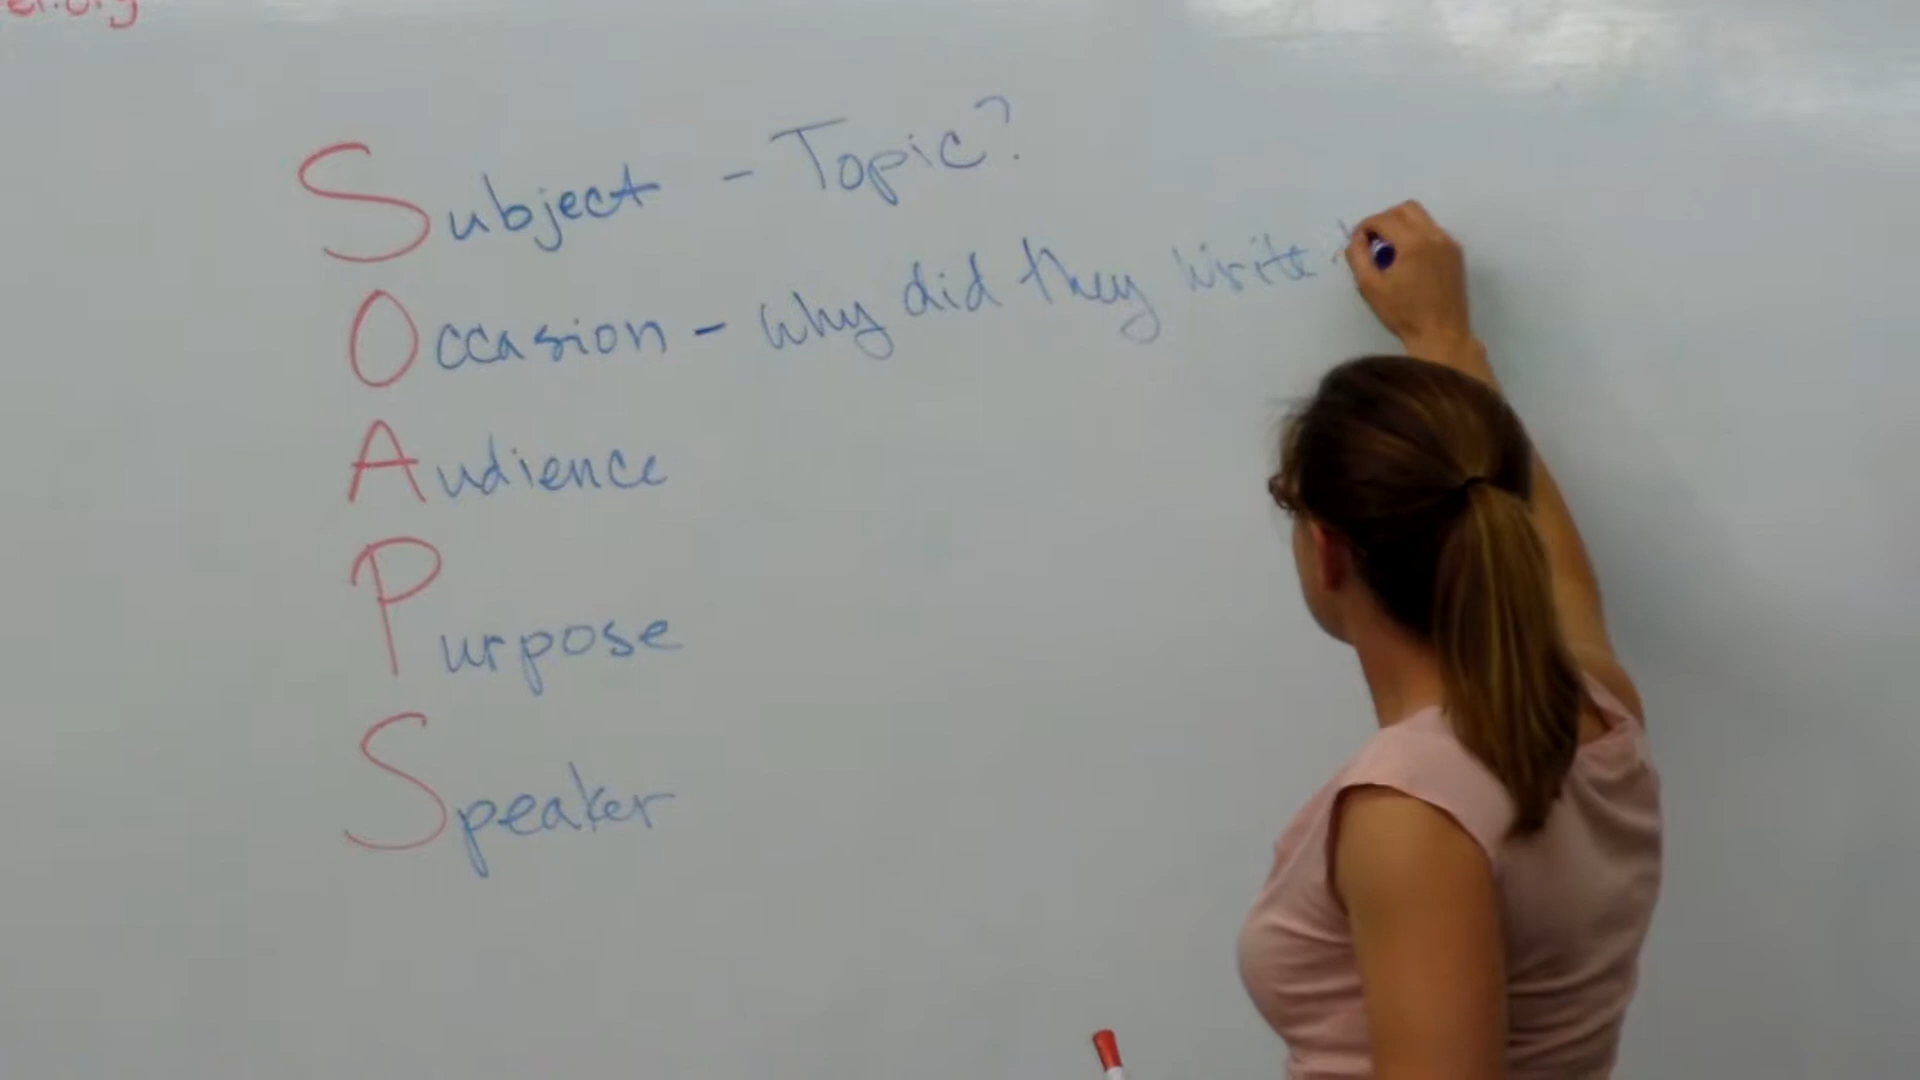 Subject - Topic?
Occasion - Why did they write
Audience
Purpose
Speaker